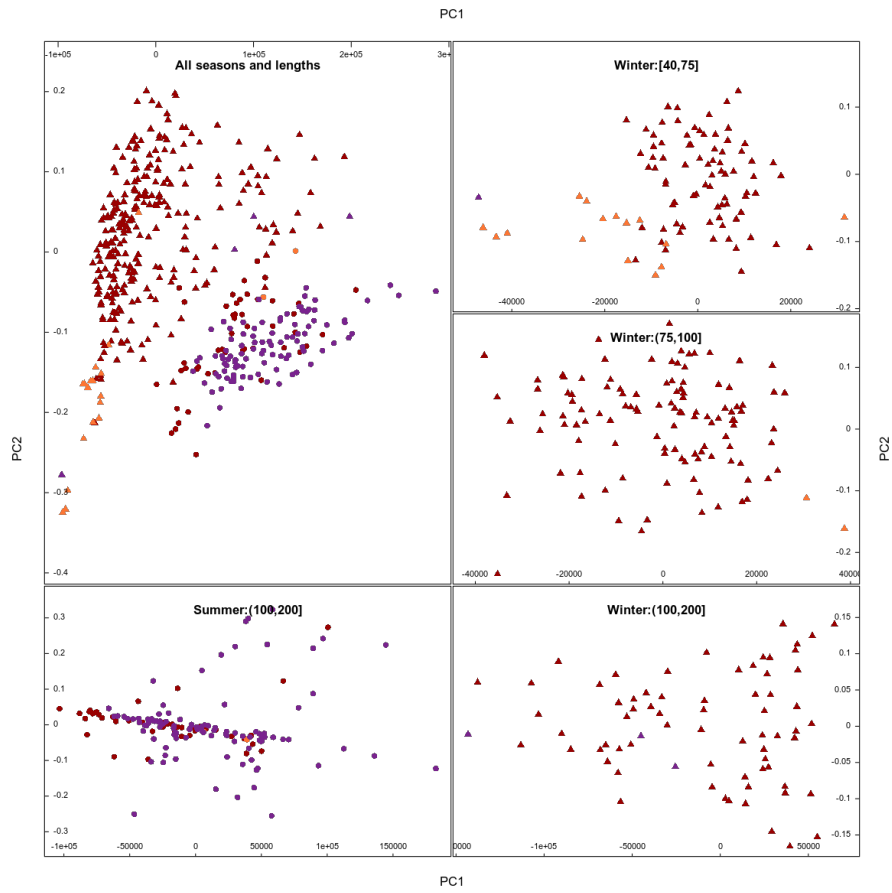 PC1
-1e+05 0 1e+05 2e+05 3e+
All seasons and lengths
0.2
0.1
0
-0.1
-0.2
-0.3
-0.4
PC2
Winter:[40,75]
0.1
0
-0.1
-0.2
-40000 -20000 0 20000
Winter:(75,100]
0.1
0
-0.1
-0.2
-40000 -20000 0 20000 40000
PC2
Summer:(100,200]
0.3
0.2
0.1
0
-0.1
-0.2
-0.3
-1e+05 -50000 0 50000 1e+05 150000
Winter:(100,200]
0.15
0.1
0.05
0
-0.05
-0.1
-0.15
0000 -1e+05 -50000 0 50000
PC1